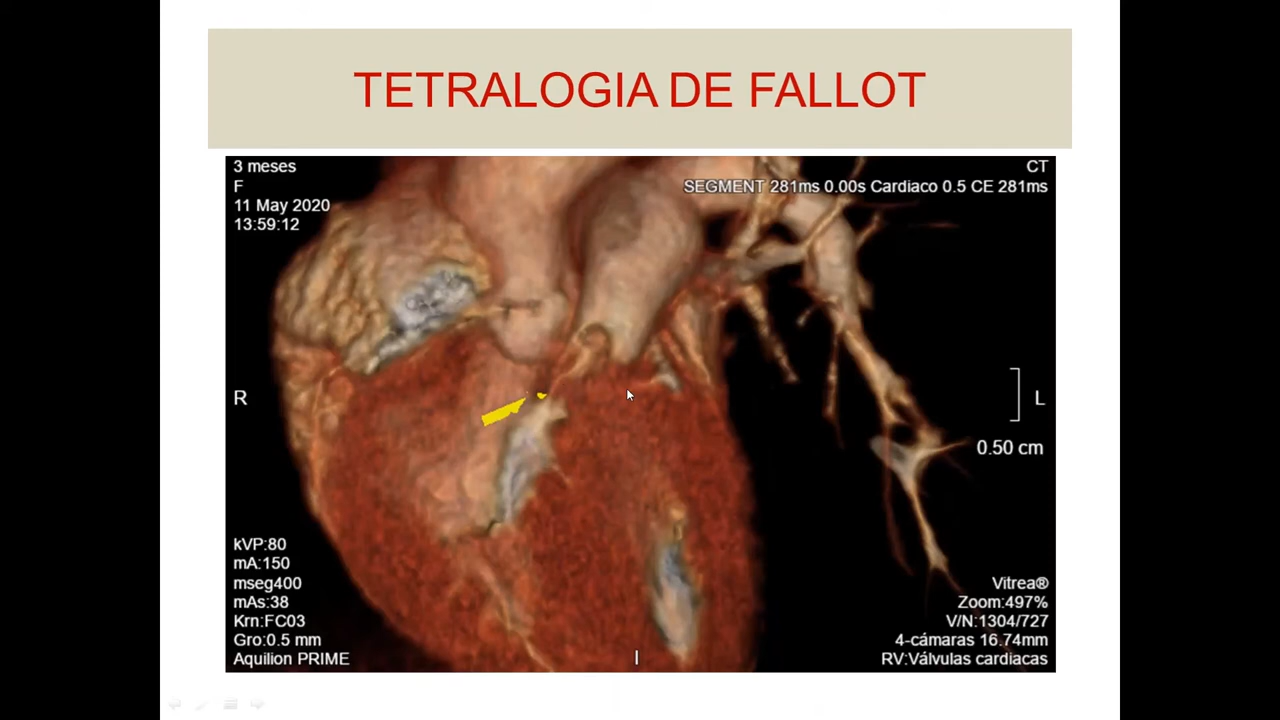 TETRALOGIA DE FALLOT
3 meses
F
11 May 2020
13:59:12
CT
SEGMENT 281ms 0.00s Cardiaco 0.5 CE 281ms
R
L
0.50 cm
kVP:80
mA:150
mseg400
mAs:38
Krn:FC03
Gro:0.5 mm
Aquilion PRIME
I
Vitrea®
Zoom:497%
V/N:1304/727
4-cámaras 16.74mm
RV:Válvulas cardiacas